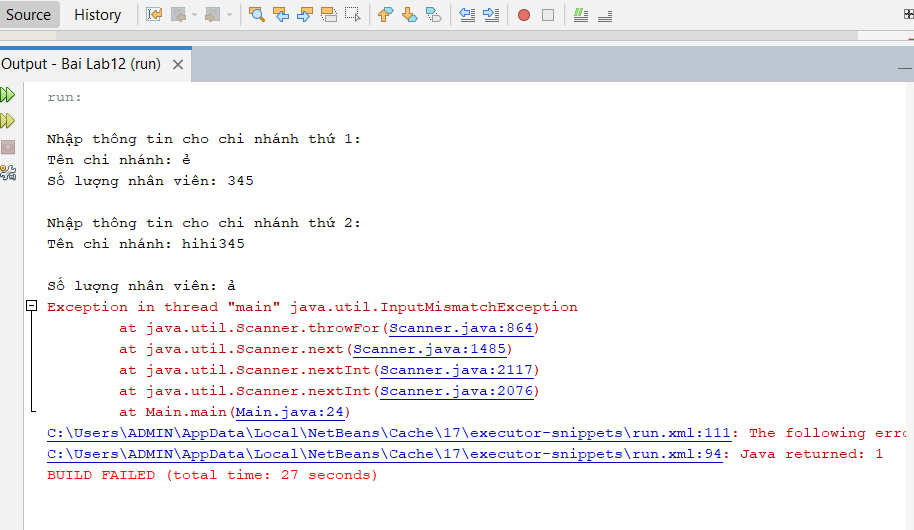 Source History
Output - Bai Lab12 (run)
run:
Nhập thông tin cho chi nhánh thứ 1:
Tên chi nhánh: ẻ
Số lượng nhân viên: 345
Nhập thông tin cho chi nhánh thứ 2:
Tên chi nhánh: hihi345
Số lượng nhân viên: ả
Exception in thread "main" java.util.InputMismatchException
at java.util.Scanner.throwFor(Scanner.java:864)
at java.util.Scanner.next(Scanner.java:1485)
at java.util.Scanner.nextInt(Scanner.java:2117)
at java.util.Scanner.nextInt(Scanner.java:2076)
at Main.main(Main.java:24)
C:\Users\ADMIN\AppData\Local\NetBeans\Cache\17\executor-snippets\run.xml:111: The following erro
C:\Users\ADMIN\AppData\Local\NetBeans\Cache\17\executor-snippets\run.xml:94: Java returned: 1
BUILD FAILED (total time: 27 seconds)